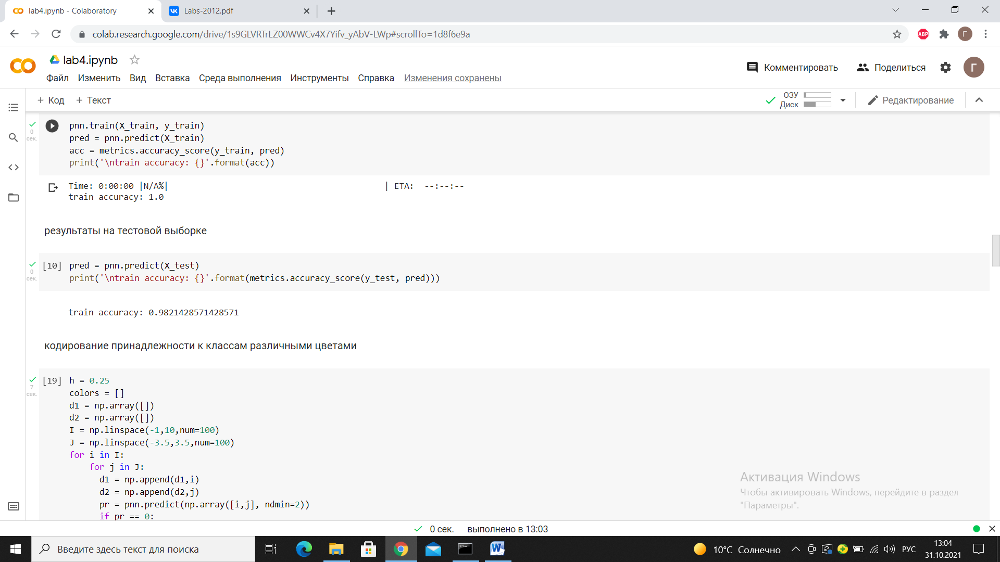 lab4.ipynb - Colaboratory
Labs-2012.pdf
colab.research.google.com/drive/1s9GLVRTrLZ00WWCv4X7Yifv_yAbV-LWp#scrollTo=1d8f6e9a
ABP
Г
lab4.ipynb
Файл Изменить Вид Вставка Среда выполнения Инструменты Справка Изменения сохранены
Комментировать
Поделиться
Г
+ Код + Текст
ОЗУ
Диск
Редактирование
0
сек.
pnn.train(X_train, y_train)
pred = pnn.predict(X_train)
acc = metrics.accuracy_score(y_train, pred)
print('\ntrain accuracy: {}'.format(acc))
Time: 0:00:00 |N/A%| | ETA: --:--:--
train accuracy: 1.0
результаты на тестовой выборке
0
сек.
[10] pred = pnn.predict(X_test)
print('\ntrain accuracy: {}'.format(metrics.accuracy_score(y_test, pred)))
train accuracy: 0.9821428571428571
кодирование принадлежности к классам различными цветами
7
сек.
[19] h = 0.25
colors = []
d1 = np.array([])
d2 = np.array([])
I = np.linspace(-1,10,num=100)
J = np.linspace(-3.5,3.5,num=100)
for i in I:
for j in J:
d1 = np.append(d1,i)
d2 = np.append(d2,j)
pr = pnn.predict(np.array([i,j], ndmin=2))
if pr == 0:
Активация Windows
Чтобы активировать Windows, перейдите в раздел
"Параметры".
0 сек. выполнено в 13:03
Введите здесь текст для поиска
10°C Солнечно
РУС
13:04
31.10.2021